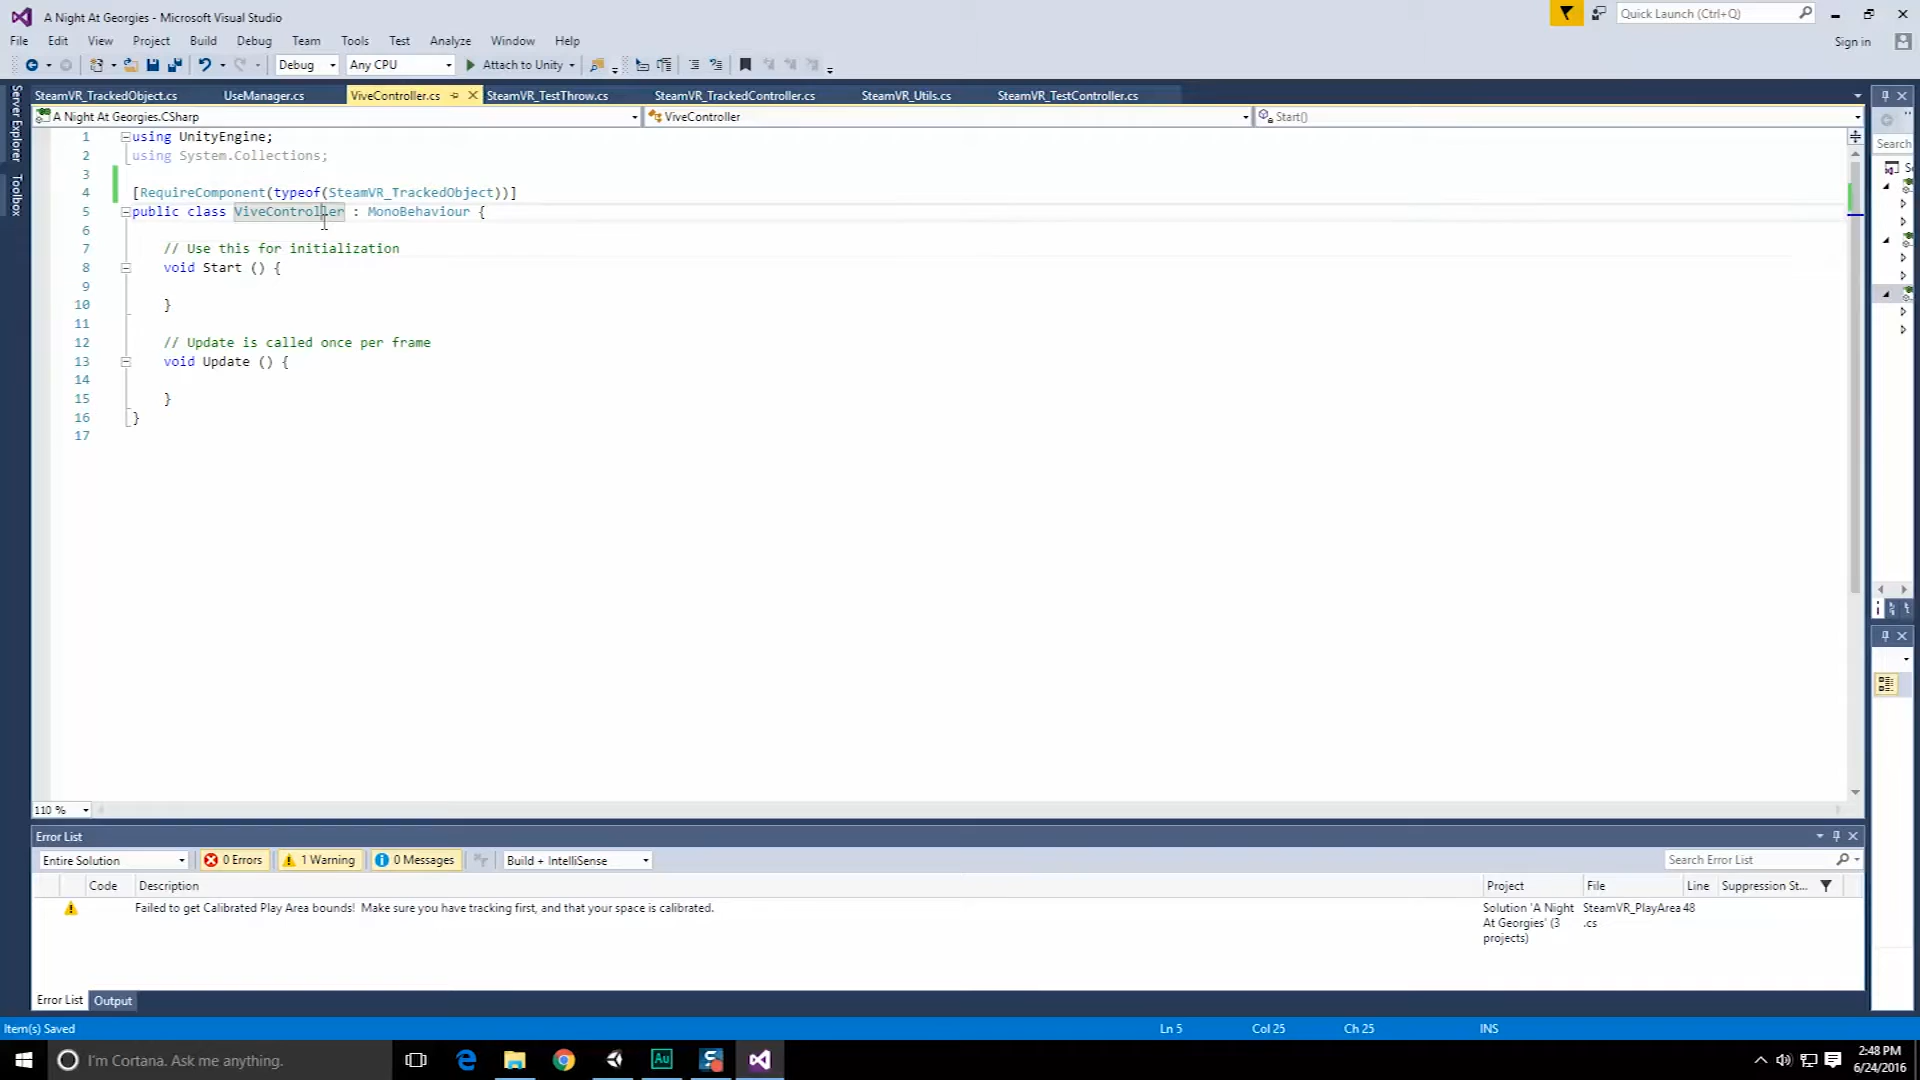 A Night At Georgies - Microsoft Visual Studio
Quick Launch (Ctrl+Q)
File Edit View Project Build Debug Team Tools Test Analyze Window Help
Sign in
Debug Any CPU Attach to Unity
Server Explorer
Toolbox
SteamVR_TrackedObject.cs UseManager.cs ViveController.cs SteamVR_TestThrow.cs SteamVR_TrackedController.cs SteamVR_Utils.cs SteamVR_TestController.cs
A Night At Georgies.CSharp ViveController Start()
Search
1 using UnityEngine;
2 using System.Collections;
3
4 [RequireComponent(typeof(SteamVR_TrackedObject))]
5 public class ViveController : MonoBehaviour {
6
7 // Use this for initialization
8 void Start () {
9
10 }
11
12 // Update is called once per frame
13 void Update () {
14
15 }
16 }
17
110 %
Error List
Entire Solution 0 Errors 1 Warning 0 Messages Build + IntelliSense Search Error List
Code Description Project File Line Suppression St...
Failed to get Calibrated Play Area bounds! Make sure you have tracking first, and that your space is calibrated. Solution 'A Night SteamVR_PlayArea 48
At Georgies' (3 .cs
projects)
Error List Output
Item(s) Saved Ln 5 Col 25 Ch 25 INS
I'm Cortana. Ask me anything. Au 2:48 PM
6/24/2016